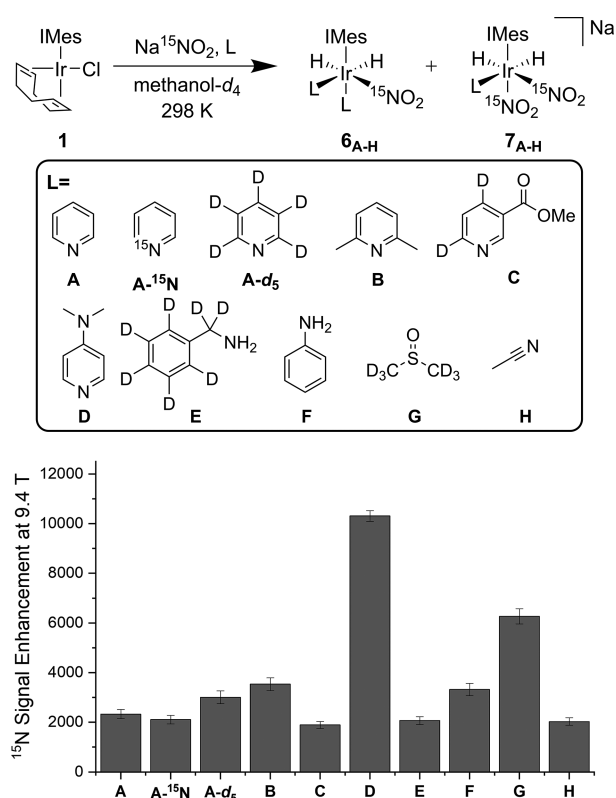 IMes
Ir Cl
1
Na¹⁵NO₂, L
methanol-d₄
298 K
IMes
H H
Ir
L ¹⁵NO₂
L
6A-H
+
Na
IMes
H H
Ir
L ¹⁵NO₂
¹⁵NO₂
7A-H
L=
N
A
¹⁵N
A-¹⁵N
D
D D
D N D
A-d₅
N
B
D O
OMe
D N
C
N
N
D
D D D
D NH₂
D D
D
E
NH₂
F
O
S
D₃C CD₃
G
N
H
¹⁵N Signal Enhancement at 9.4 T
12000
10000
8000
6000
4000
2000
0
A A-¹⁵N A-d₅ B C D E F G H